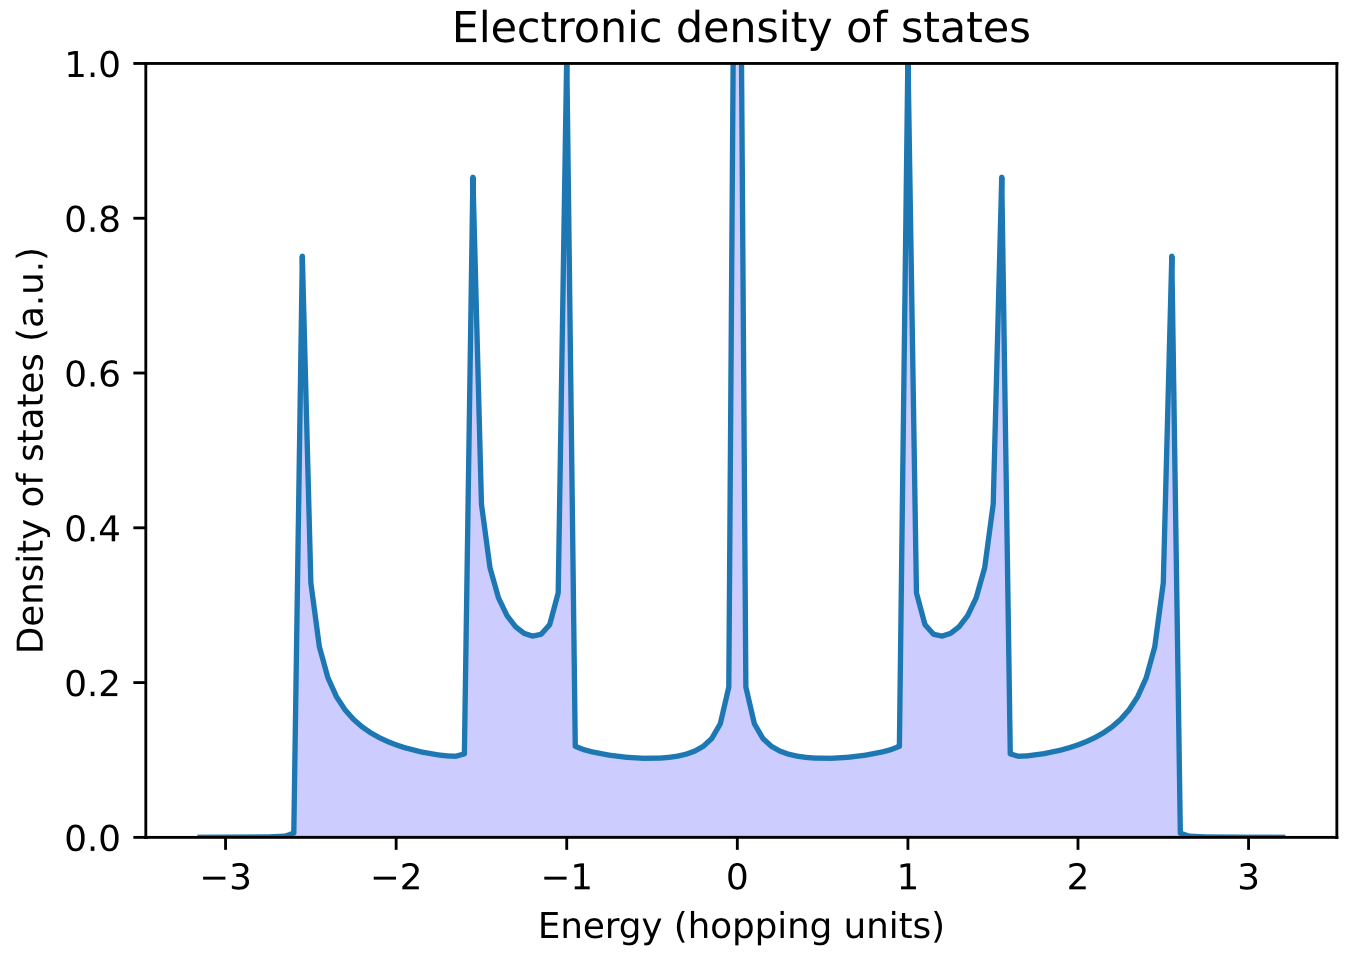 Electronic density of states
1.0
0.8
0.6
0.4
0.2
0.0
Density of states (a.u.)
−3 −2 −1 0 1 2 3
Energy (hopping units)